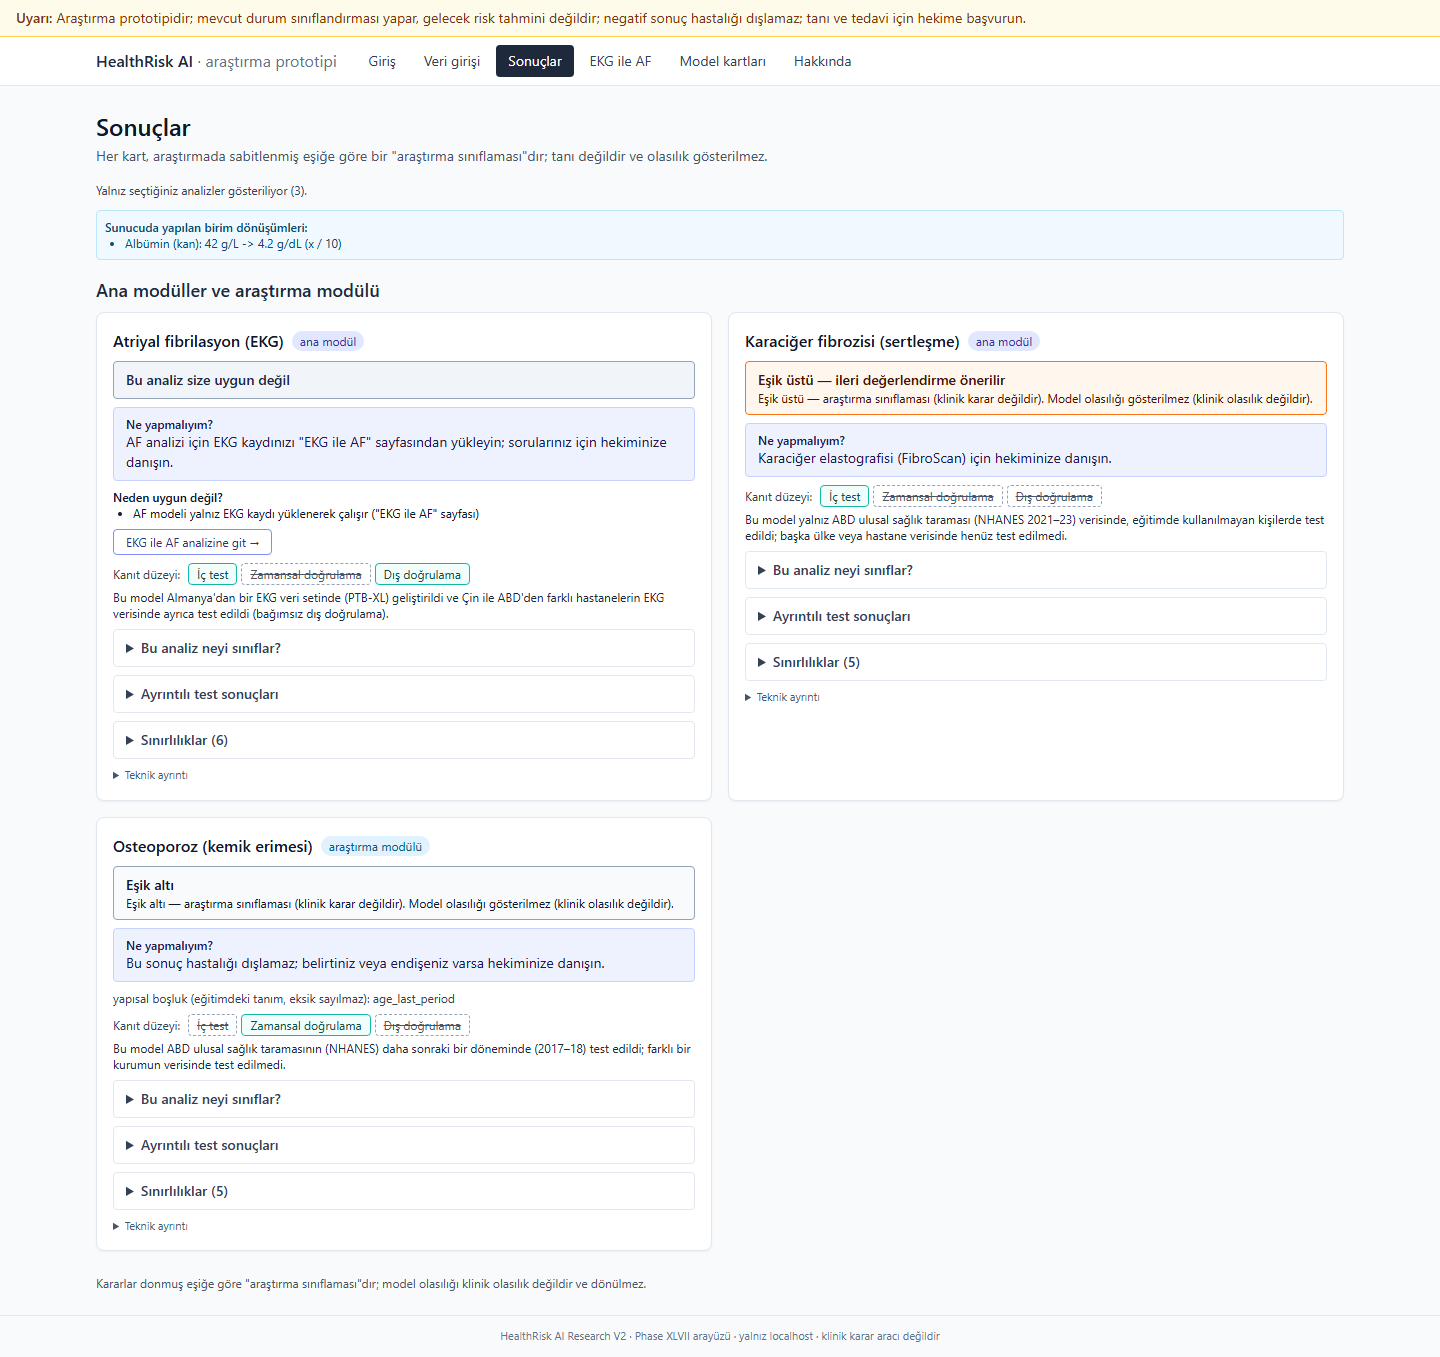 Uyarı: Araştırma prototipidir; mevcut durum sınıflandırması yapar, gelecek risk tahmini değildir; negatif sonuç hastalığı dışlamaz; tanı ve tedavi için hekime başvurun.
HealthRisk AI · araştırma prototipi
Giriş
Veri girişi
Sonuçlar
EKG ile AF
Model kartları
Hakkında
Sonuçlar
Her kart, araştırmada sabitlenmiş eşiğe göre bir "araştırma sınıflaması"dır; tanı değildir ve olasılık gösterilmez.
Yalnız seçtiğiniz analizler gösteriliyor (3).
Sunucuda yapılan birim dönüşümleri:
• Albümin (kan): 42 g/L -> 4.2 g/dL (x / 10)
Ana modüller ve araştırma modülü
Atriyal fibrilasyon (EKG) ana modül
Bu analiz size uygun değil
Ne yapmalıyım?
AF analizi için EKG kaydınızı "EKG ile AF" sayfasından yükleyin; sorularınız için hekiminize
danışın.
Neden uygun değil?
• AF modeli yalnız EKG kaydı yüklenerek çalışır ("EKG ile AF" sayfası)
EKG ile AF analizine git →
Kanıt düzeyi: İç test Zamansal doğrulama Dış doğrulama
Bu model Almanya'dan bir EKG veri setinde (PTB-XL) geliştirildi ve Çin ile ABD'den farklı hastanelerin EKG
verisinde ayrıca test edildi (bağımsız dış doğrulama).
▶ Bu analiz neyi sınıflar?
▶ Ayrıntılı test sonuçları
▶ Sınırlılıklar (6)
▶ Teknik ayrıntı
Karaciğer fibrozisi (sertleşme) ana modül
Eşik üstü — ileri değerlendirme önerilir
Eşik üstü — araştırma sınıflaması (klinik karar değildir). Model olasılığı gösterilmez (klinik olasılık değildir).
Ne yapmalıyım?
Karaciğer elastografisi (FibroScan) için hekiminize danışın.
Kanıt düzeyi: İç test Zamansal doğrulama Dış doğrulama
Bu model yalnız ABD ulusal sağlık taraması (NHANES 2021–23) verisinde, eğitimde kullanılmayan kişilerde test
edildi; başka ülke veya hastane verisinde henüz test edilmedi.
▶ Bu analiz neyi sınıflar?
▶ Ayrıntılı test sonuçları
▶ Sınırlılıklar (5)
▶ Teknik ayrıntı
Osteoporoz (kemik erimesi) araştırma modülü
Eşik altı
Eşik altı — araştırma sınıflaması (klinik karar değildir). Model olasılığı gösterilmez (klinik olasılık değildir).
Ne yapmalıyım?
Bu sonuç hastalığı dışlamaz; belirtiniz veya endişeniz varsa hekiminize danışın.
yapısal boşluk (eğitimdeki tanım, eksik sayılmaz): age_last_period
Kanıt düzeyi: İç test Zamansal doğrulama Dış doğrulama
Bu model ABD ulusal sağlık taramasının (NHANES) daha sonraki bir döneminde (2017–18) test edildi; farklı bir
kurumun verisinde test edilmedi.
▶ Bu analiz neyi sınıflar?
▶ Ayrıntılı test sonuçları
▶ Sınırlılıklar (5)
▶ Teknik ayrıntı
Kararlar donmuş eşiğe göre "araştırma sınıflaması"dır; model olasılığı klinik olasılık değildir ve dönülmez.
HealthRisk AI Research V2 · Phase XLVII arayüzü · yalnız localhost · klinik karar aracı değildir